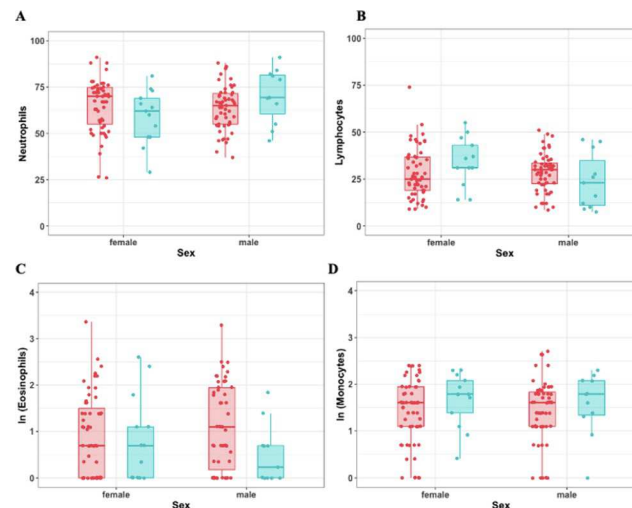 A
Neutrophils
100
75
50
25
0
female
male
Sex
B
Lymphocytes
100
75
50
25
0
female
male
Sex
C
ln (Eosinophils)
4
3
2
1
0
female
male
Sex
D
ln (Monocytes)
4
3
2
1
0
female
male
Sex